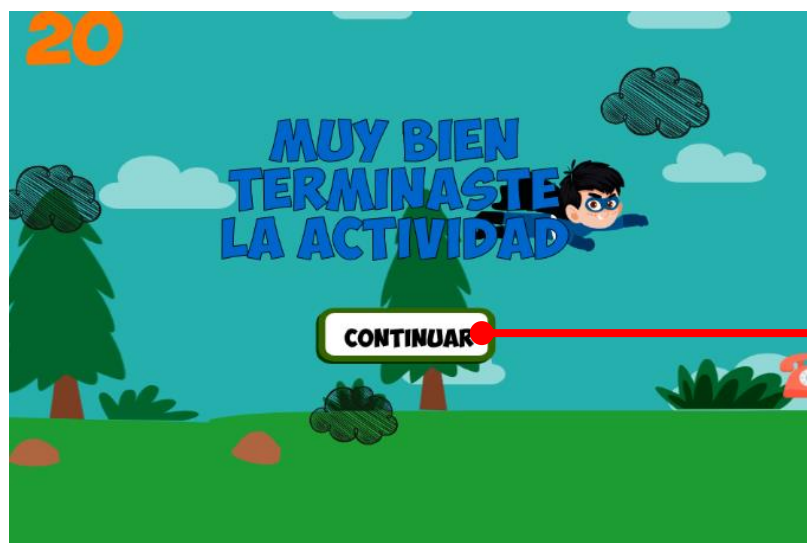 20
MUY BIEN
TERMINASTE
LA ACTIVIDAD
CONTINUAR